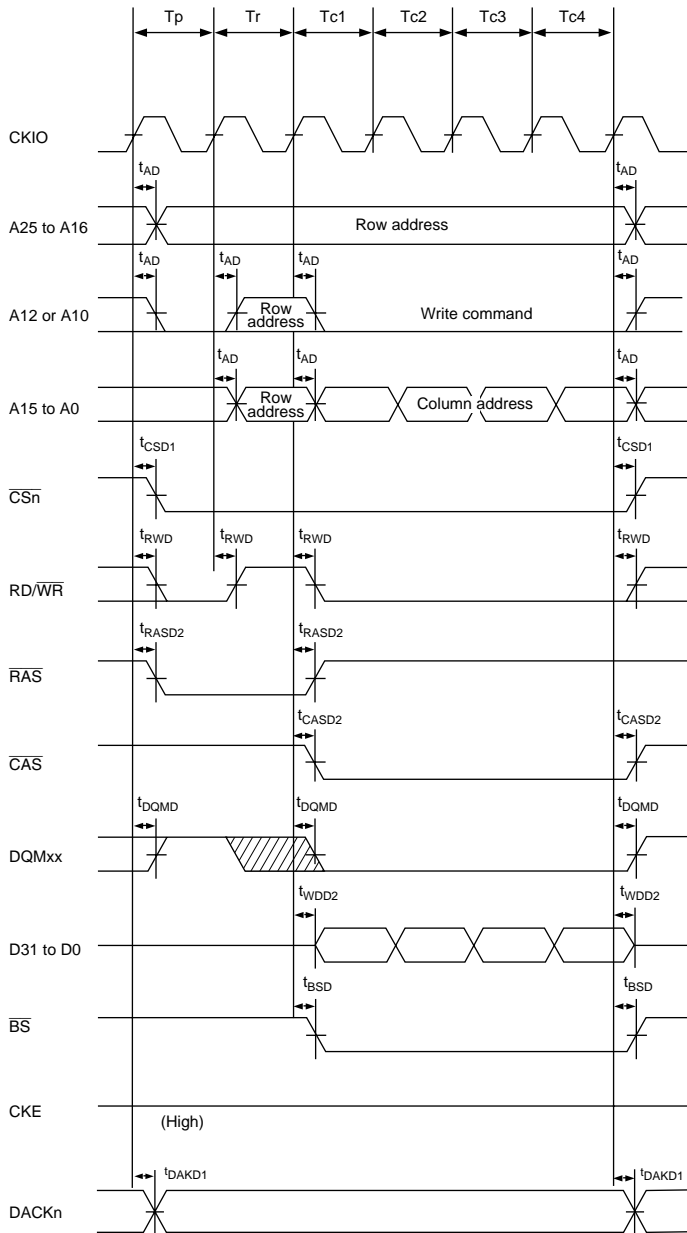 Tp Tr Tc1 Tc2 Tc3 Tc4
CKIO
tAD tAD
A25 to A16 Row address
tAD tAD tAD tAD
A12 or A10 Row address Write command
tAD tAD tAD
A15 to A0 Row address Column address
tCSD1 tCSD1
CSn
tRWD tRWD tRWD tRWD
RD/WR
tRASD2 tRASD2
RAS
tCASD2 tCASD2
CAS
tDQMD tDQMD tDQMD
DQMxx
tWDD2 tWDD2
D31 to D0
tBSD tBSD
BS
CKE
(High)
tDAKD1 tDAKD1
DACKn